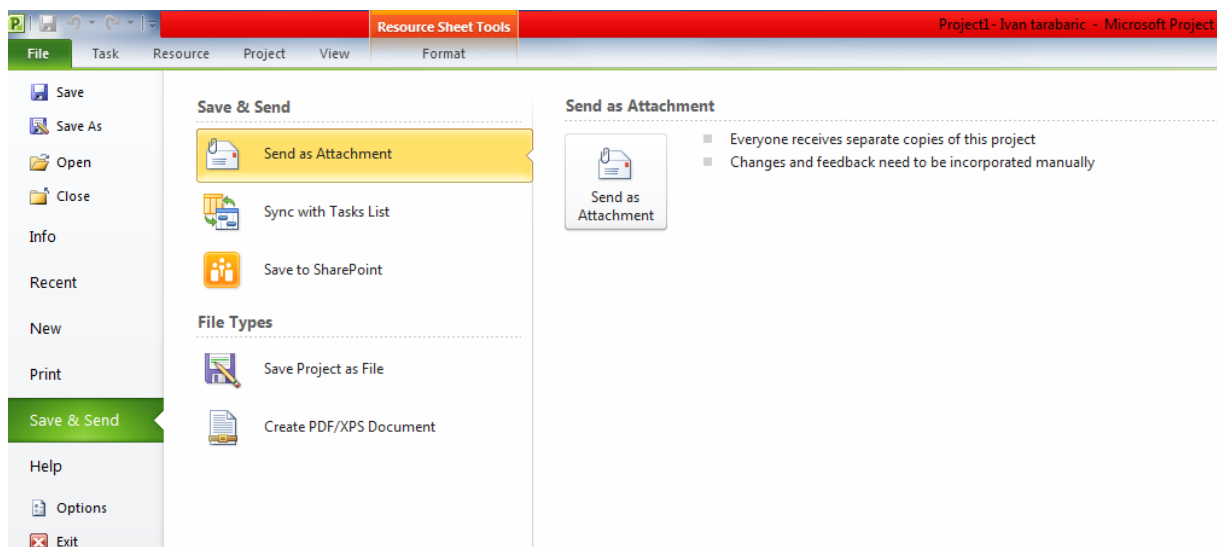 Resource Sheet Tools
Project1- Ivan tarabaric - Microsoft Project
File Task Resource Project View Format
Save
Save As
Open
Close
Info
Recent
New
Print
Save & Send
Help
Options
Exit
Save & Send
Send as Attachment
Sync with Tasks List
Save to SharePoint
File Types
Save Project as File
Create PDF/XPS Document
Send as Attachment
Send as
Attachment
Everyone receives separate copies of this project
Changes and feedback need to be incorporated manually